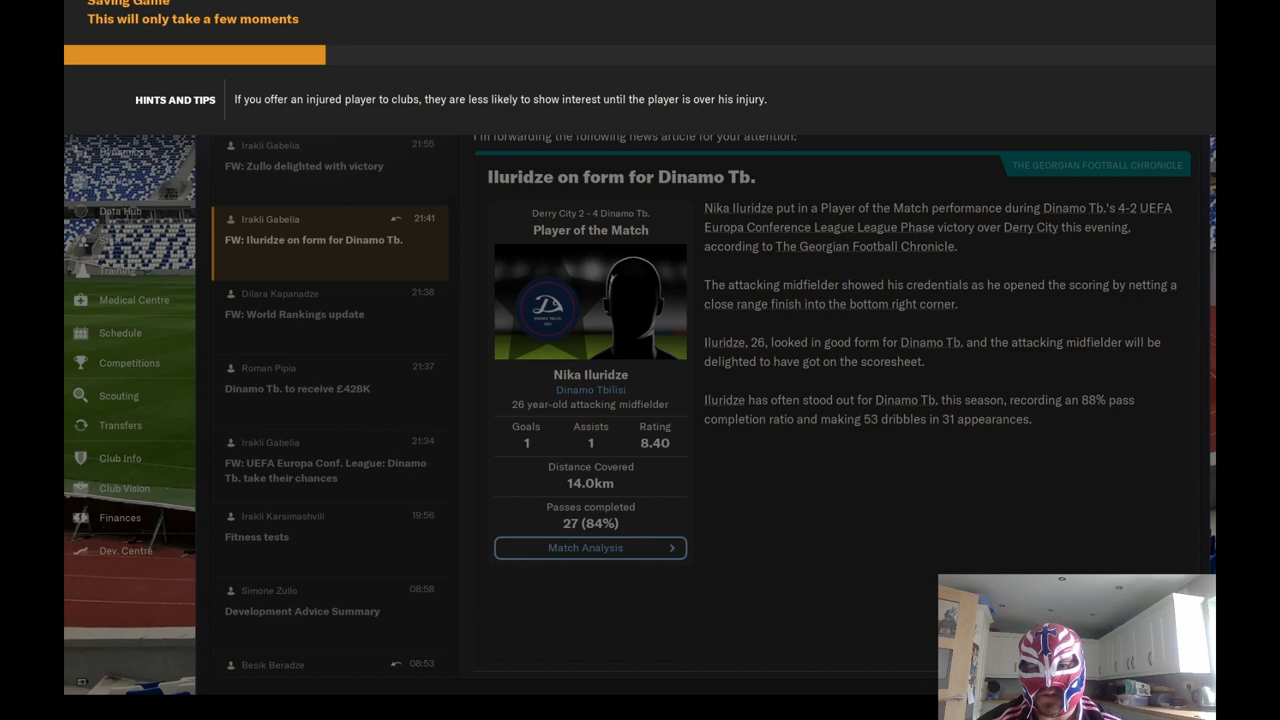 Saving Game
This will only take a few moments
HINTS AND TIPS
If you offer an injured player to clubs, they are less likely to show interest until the player is over his injury.
Dynamics
Data Hub
Training
Medical Centre
Schedule
Competitions
Scouting
Transfers
Club Info
Club Vision
Finances
Dev. Centre
Irakli Gabelia 21:55
FW: Zullo delighted with victory
Irakli Gabelia 21:41
FW: Iluridze on form for Dinamo Tb.
Dilara Kapanadze 21:38
FW: World Rankings update
Roman Pipia 21:37
Dinamo Tb. to receive £428K
Irakli Gabelia 21:34
FW: UEFA Europa Conf. League: Dinamo
Tb. take their chances
Irakli Karsimashvili 19:56
Fitness tests
Simone Zullo 08:58
Development Advice Summary
Besik Beradze 08:53
I'm forwarding the following news article for your attention:
THE GEORGIAN FOOTBALL CHRONICLE
Iluridze on form for Dinamo Tb.
Derry City 2 - 4 Dinamo Tb.
Player of the Match
Nika Iluridze
Dinamo Tbilisi
26 year-old attacking midfielder
Goals Assists Rating
1 1 8.40
Distance Covered
14.0km
Passes completed
27 (84%)
Match Analysis
Nika Iluridze put in a Player of the Match performance during Dinamo Tb.'s 4-2 UEFA
Europa Conference League League Phase victory over Derry City this evening,
according to The Georgian Football Chronicle.
The attacking midfielder showed his credentials as he opened the scoring by netting a
close range finish into the bottom right corner.
Iluridze, 26, looked in good form for Dinamo Tb. and the attacking midfielder will be
delighted to have got on the scoresheet.
Iluridze has often stood out for Dinamo Tb. this season, recording an 88% pass
completion ratio and making 53 dribbles in 31 appearances.